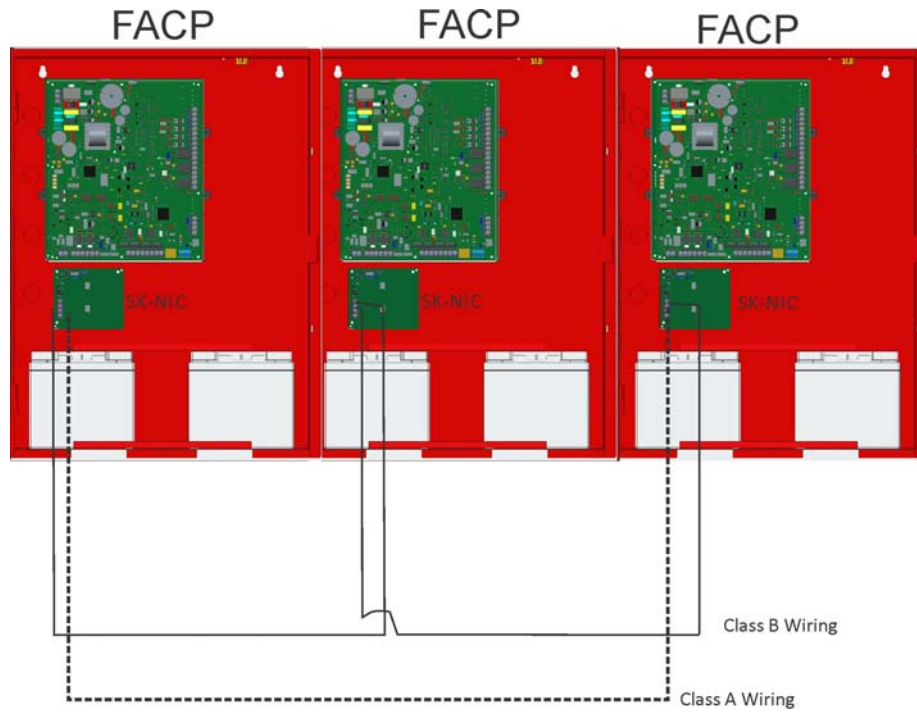 FACP
FACP
FACP
SK-NIC
SK-NIC
SK-NIC
Class B Wiring
Class A Wiring